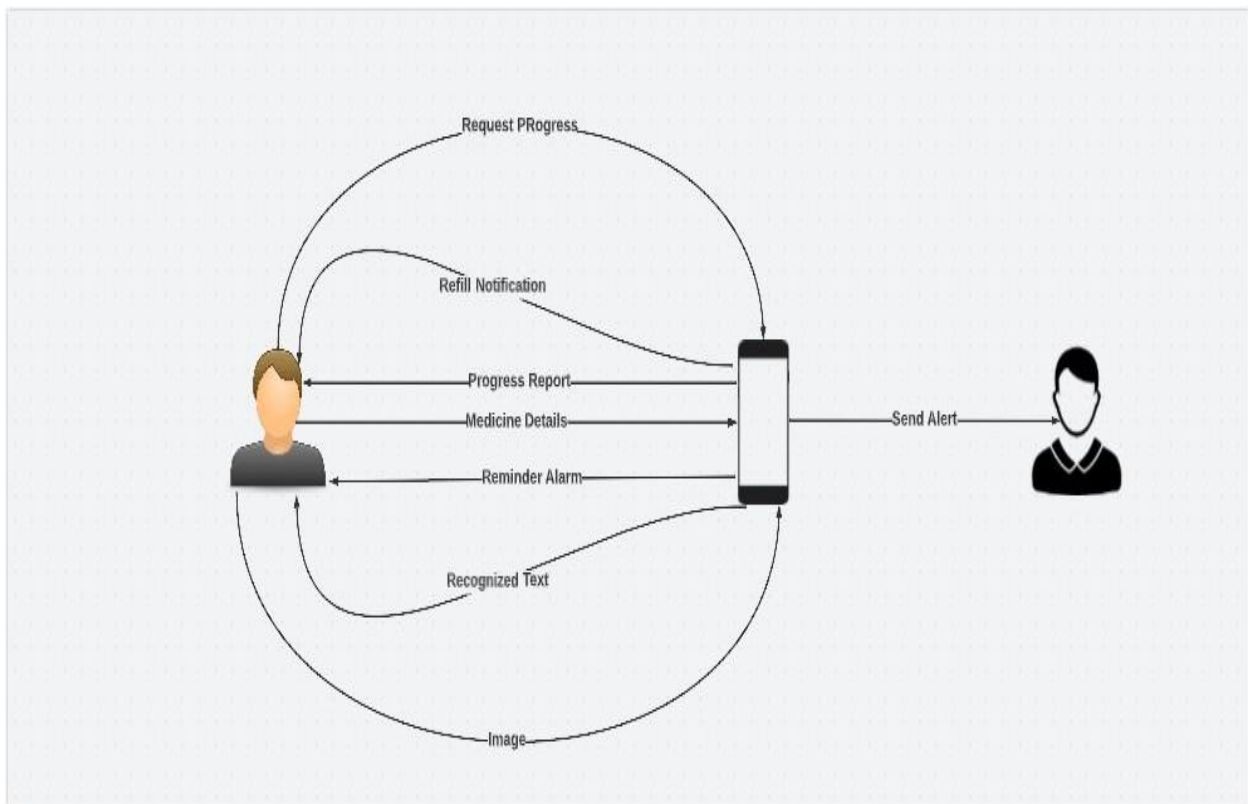 Request PRogress
Refill Notification
Progress Report
Medicine Details
Send Alert
Reminder Alarm
Recognized Text
Image